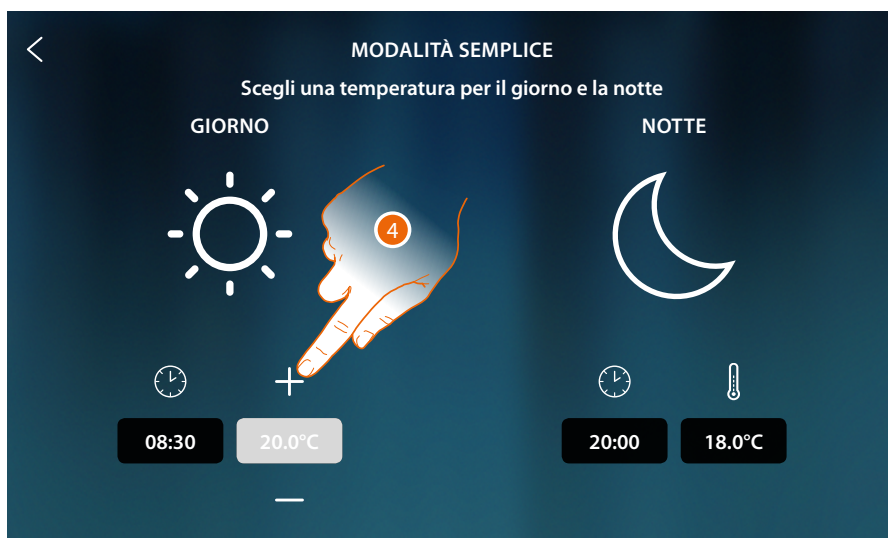 MODALITÀ SEMPLICE
Scegli una temperatura per il giorno e la notte
GIORNO
NOTTE
4
08:30
20.0°C
20:00
18.0°C